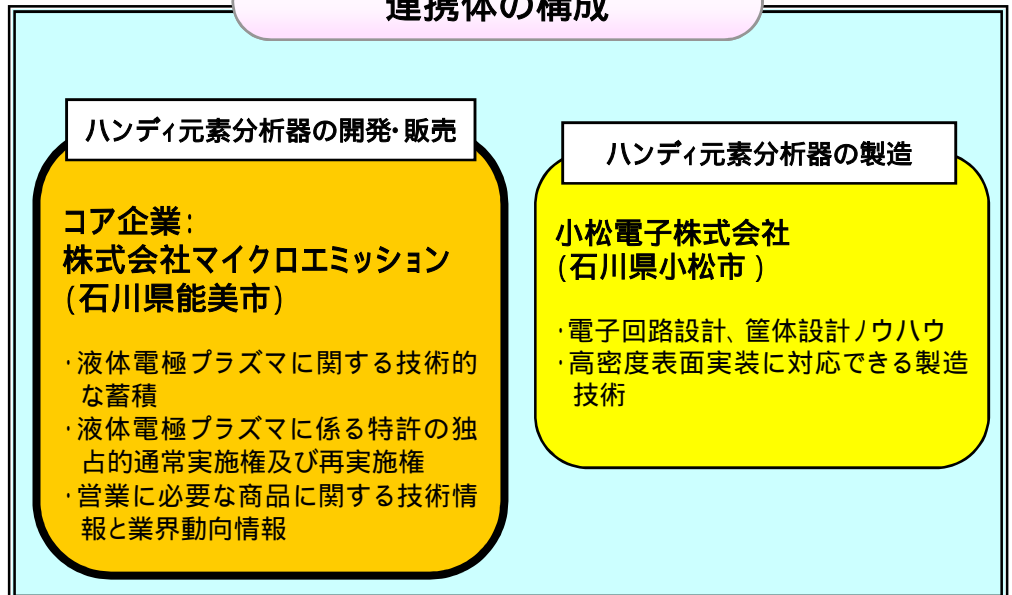 連携体の構成
ハンディ元素分析器の開発・販売
コア企業:
株式会社マイクロエミッション
(石川県能美市)
・液体電極プラズマに関する技術的
な蓄積
・液体電極プラズマに係る特許の独
占的通常実施権及び再実施権
・営業に必要な商品に関する技術情
報と業界動向情報
ハンディ元素分析器の製造
小松電子株式会社
(石川県小松市)
・電子回路設計、筐体設計ノウハウ
・高密度表面実装に対応できる製造
技術